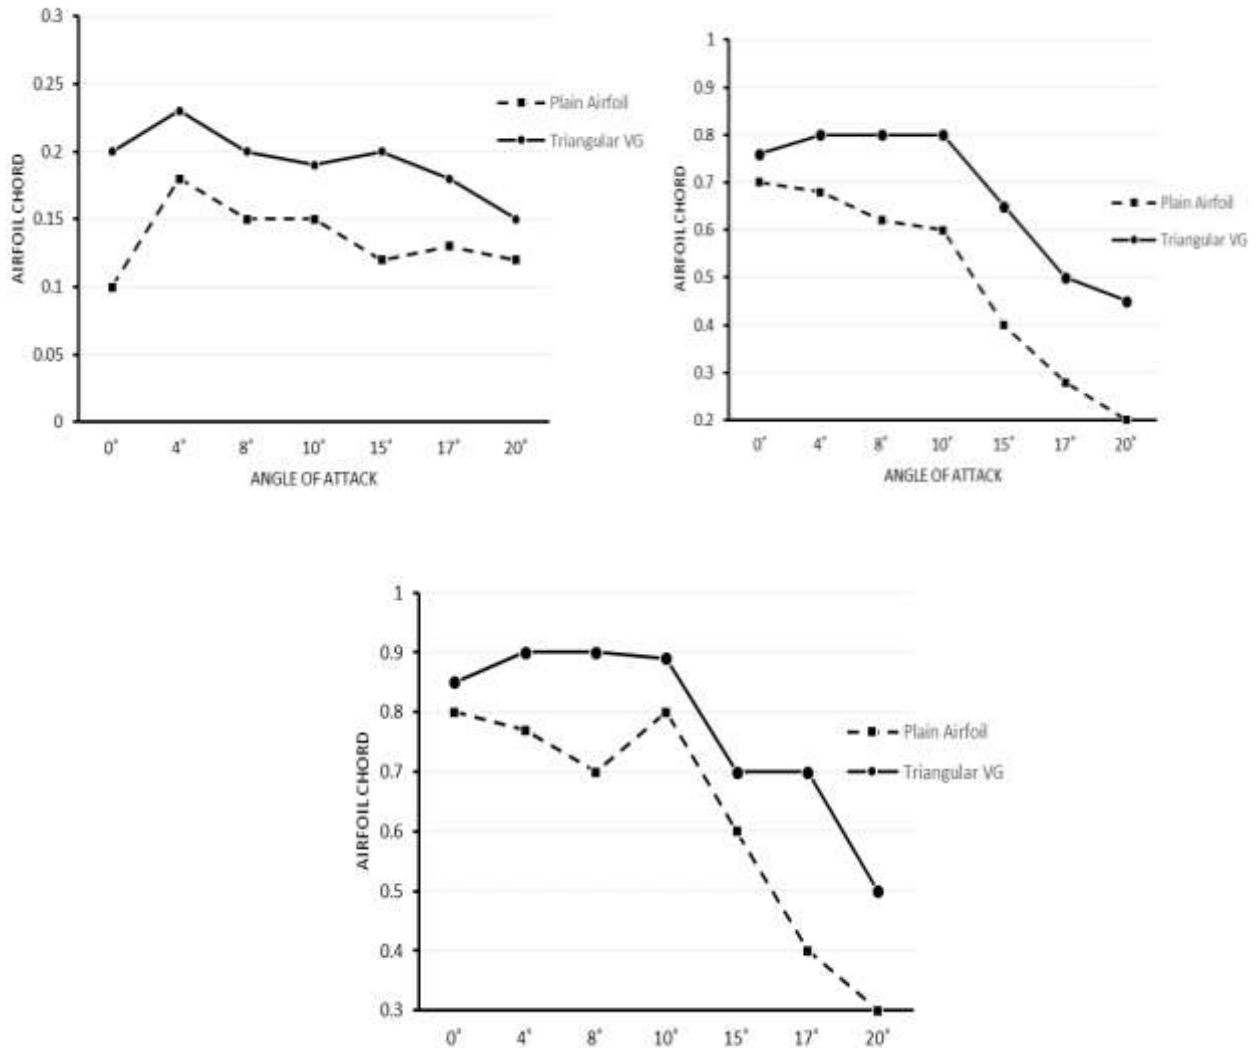 0.3
0.25
0.2
0.15
0.1
0.05
0
AIRFOIL CHORD
0° 4° 8° 10° 15° 17° 20°
ANGLE OF ATTACK
Plain Airfoil
Triangular VG
1
0.9
0.8
0.7
0.6
0.5
0.4
0.3
0.2
AIRFOIL CHORD
0° 4° 8° 10° 15° 17° 20°
ANGLE OF ATTACK
Plain Airfoil
Triangular VG
1
0.9
0.8
0.7
0.6
0.5
0.4
0.3
AIRFOIL CHORD
0° 4° 8° 10° 15° 17° 20°
Plain Airfoil
Triangular VG